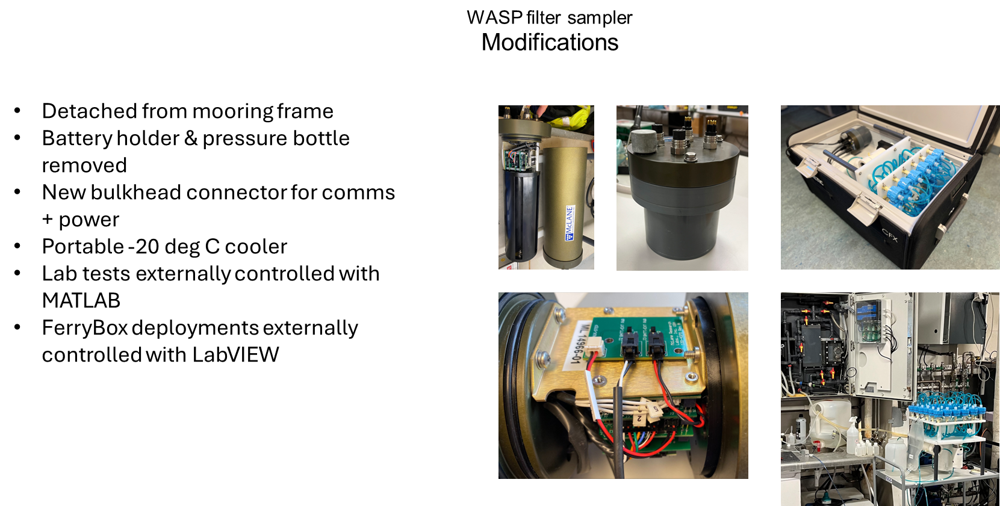 WASP filter sampler
Modifications
• Detached from mooring frame
• Battery holder & pressure bottle
removed
• New bulkhead connector for comms
+ power
• Portable -20 deg C cooler
• Lab tests externally controlled with
MATLAB
• FerryBox deployments externally
controlled with LabVIEW
McLANE
CFX
ML 14966-01
McLane Research